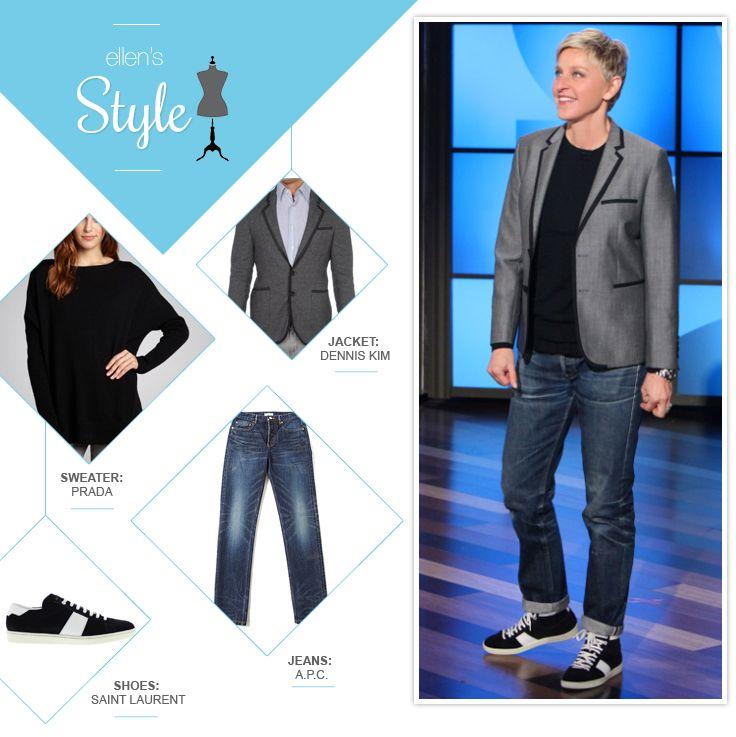 ellen's
Style
JACKET:
DENNIS KIM
SWEATER:
PRADA
JEANS:
A.P.C.
SHOES:
SAINT LAURENT